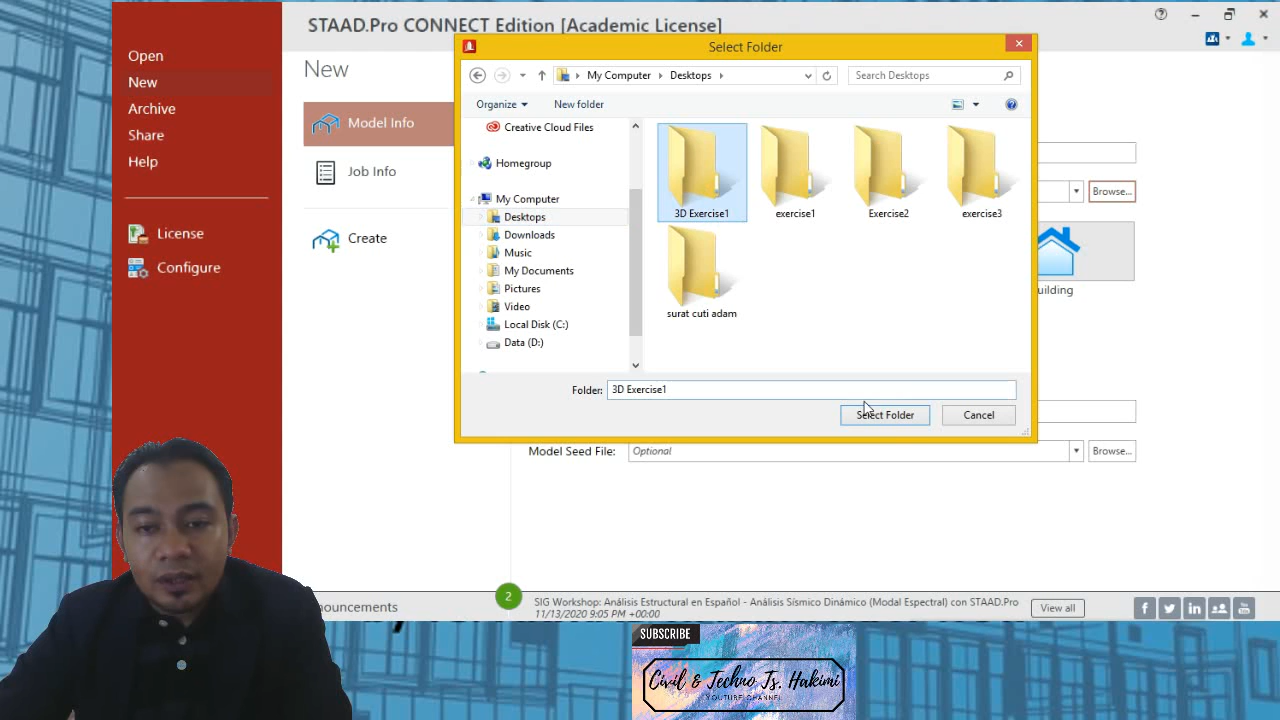 STAAD.Pro CONNECT Edition [Academic License]
Open
New
Archive
Share
Help
License
Configure
New
Model Info
Job Info
Create
Select Folder
My Computer
Desktops
Search Desktops
Organize
New folder
Creative Cloud Files
Homegroup
My Computer
Desktops
Downloads
Music
My Documents
Pictures
Video
Local Disk (C:)
Data (D:)
3D Exercise1
exercise1
Exercise2
exercise3
surat cuti adam
Folder:
3D Exercise1
Select Folder
Cancel
Browse...
uilding
Model Seed File:
Optional
Browse...
nouncements
2
SIG Workshop: Análisis Estructural en Español - Análisis Sísmico Dinámico (Modal Espectral) con STAAD.Pro
11/13/2020 9:05 PM +00:00
View all
SUBSCRIBE
Civil & Techno Ts. Hakimi
YOUTUBE CHANNEL